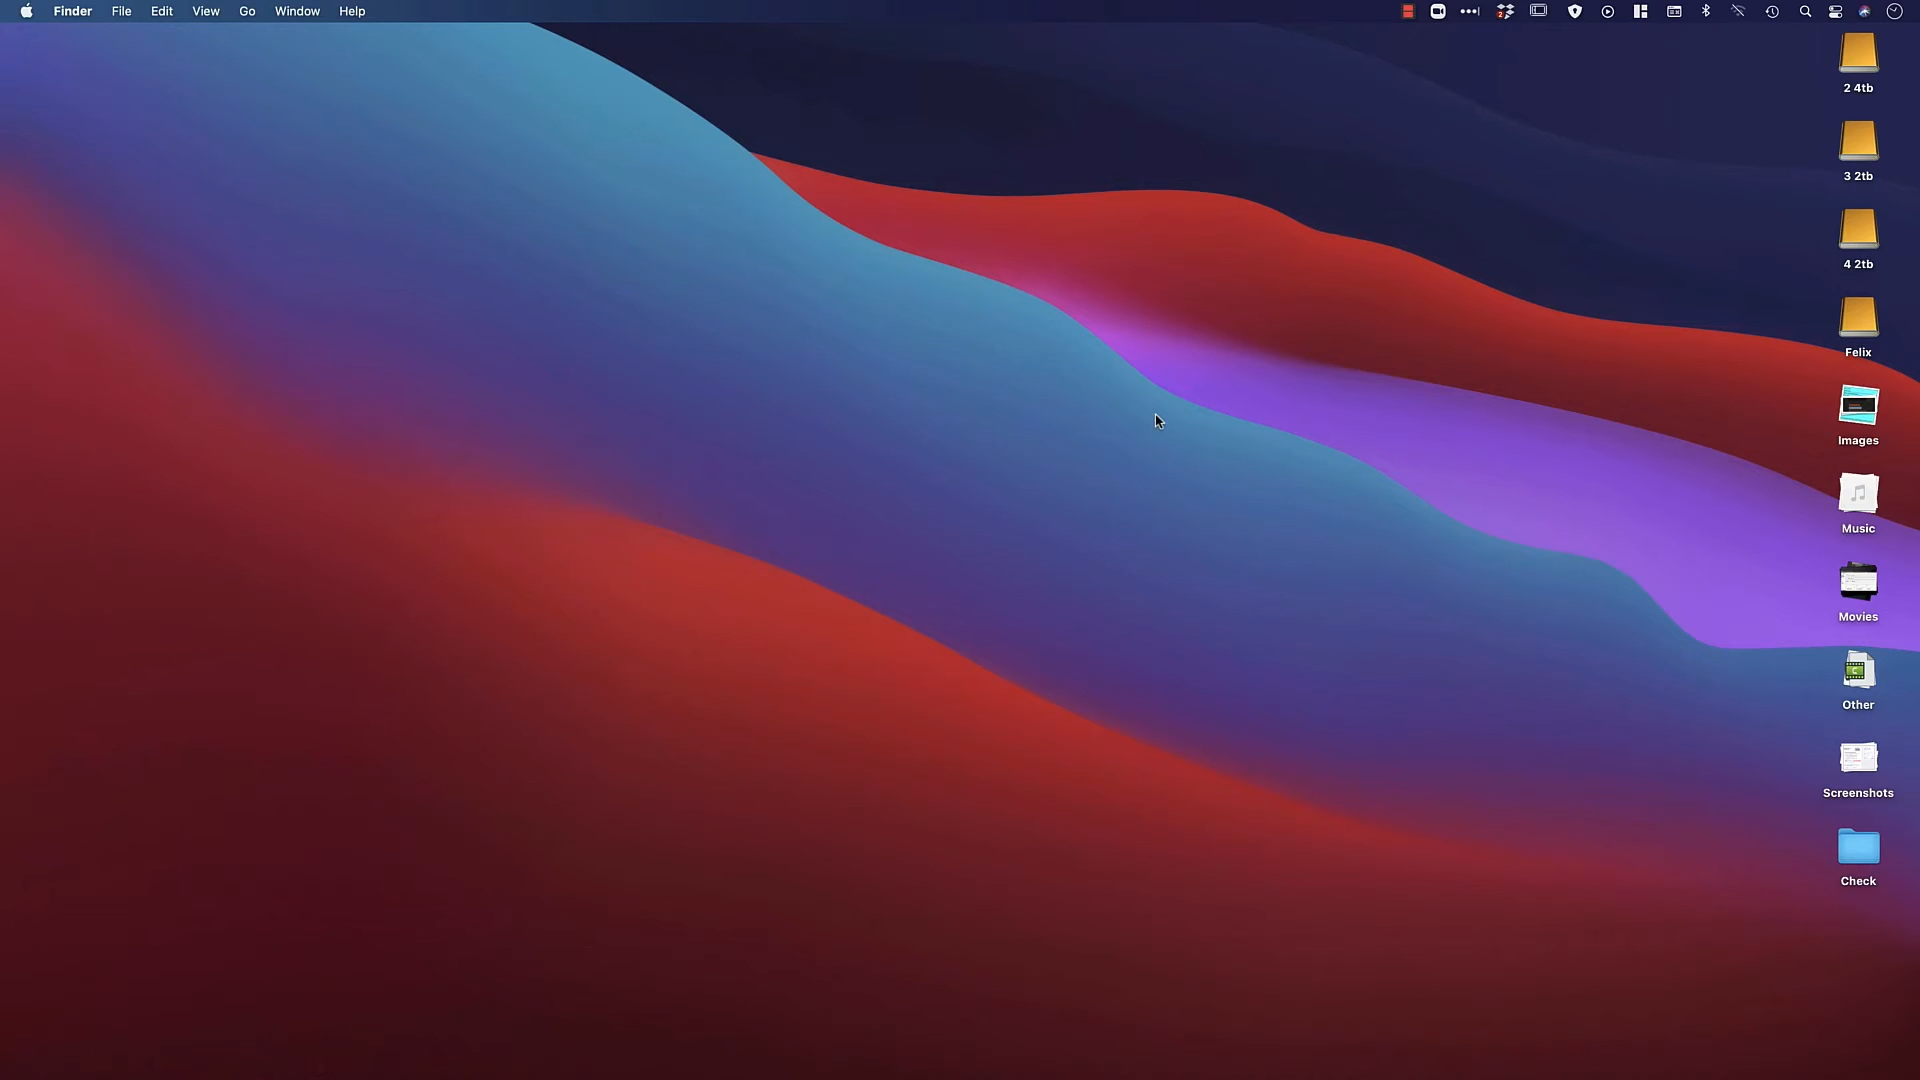 Finder File Edit View Go Window Help
2 4tb
3 2tb
4 2tb
Felix
Images
Music
Movies
Other
Screenshots
Check